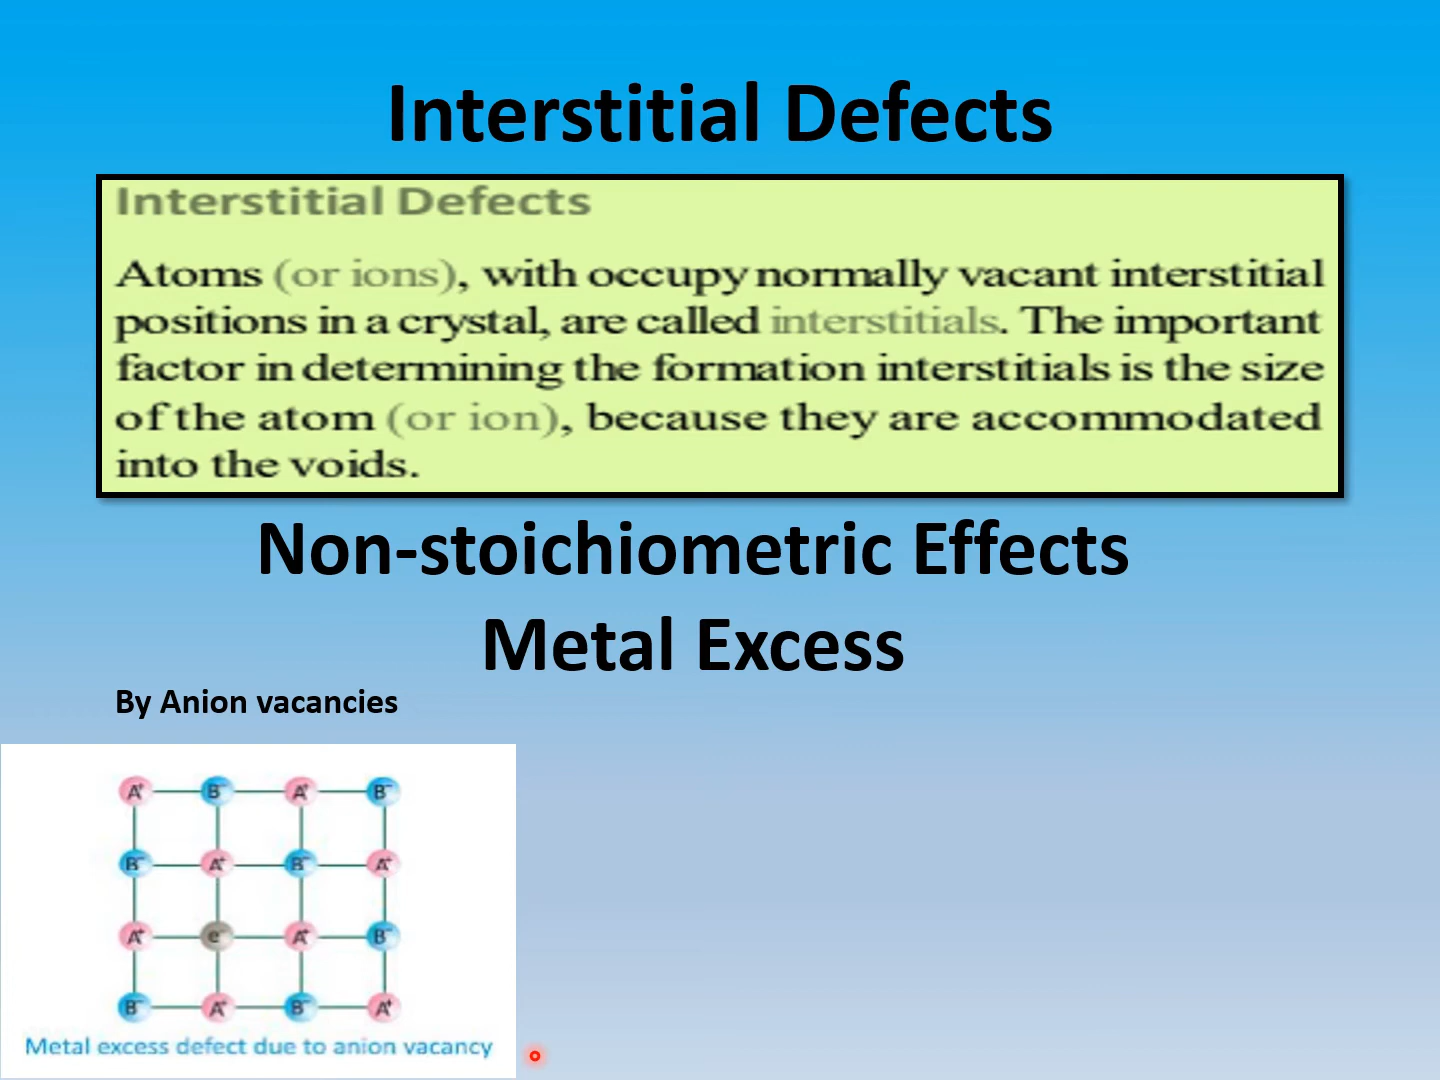 Interstitial Defects
Interstitial Defects
Atoms (or ions), with occupy normally vacant interstitial
positions in a crystal, are called interstitials. The important
factor in determining the formation interstitials is the size
of the atom (or ion), because they are accommodated
into the voids.
Non-stoichiometric Effects
Metal Excess
By Anion vacancies
A⁺ B⁻ A⁺ B⁻
B⁻ A⁺ B⁻ A⁺
A⁺ e⁻ A⁺ B⁻
B⁻ A⁺ B⁻ A⁺
Metal excess defect due to anion vacancy